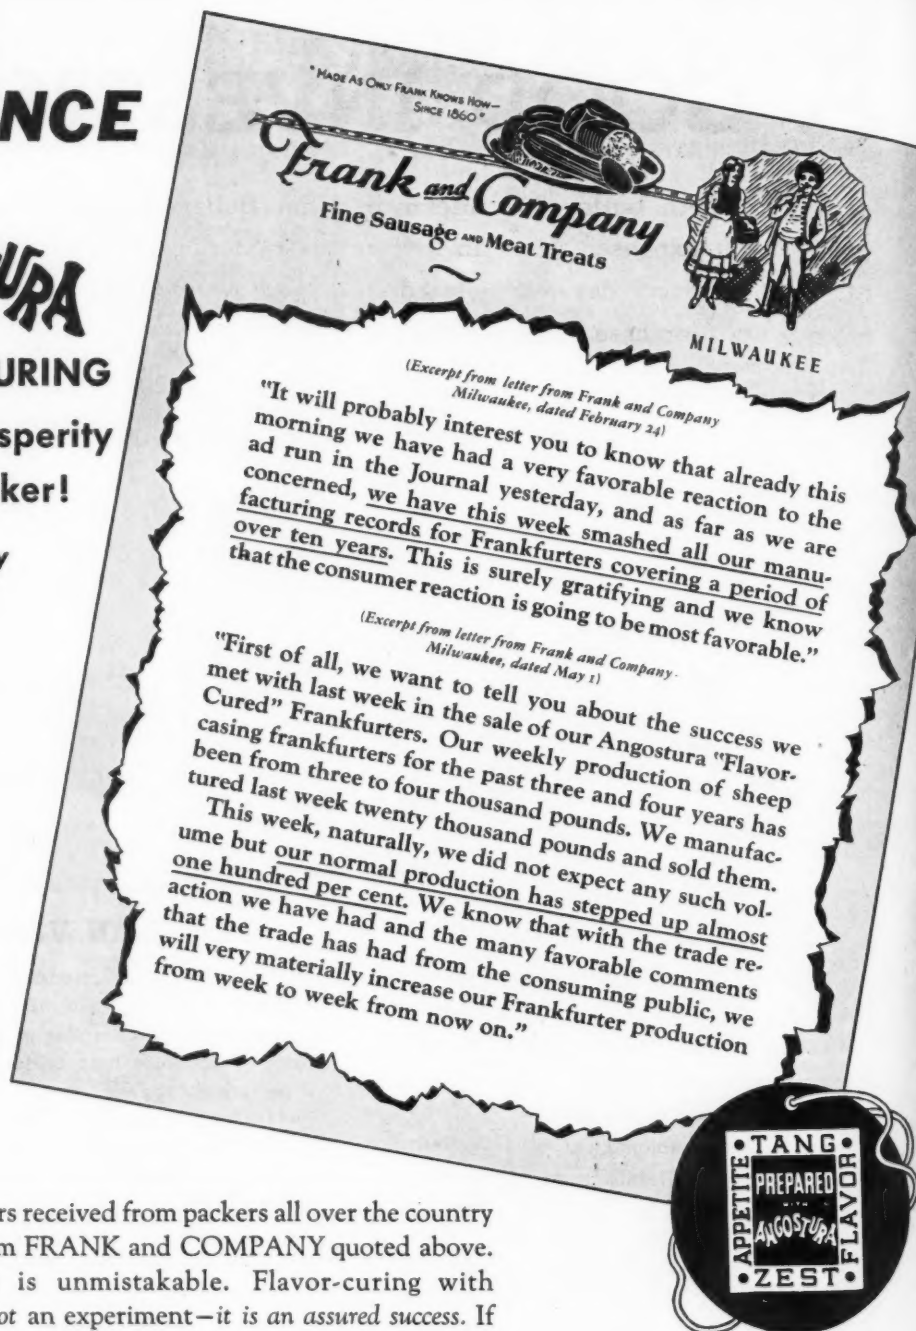 NCE
URA
URING
sperity
ker!
y
"MADE AS ONLY FRANK KNOWS HOW—
SINCE 1860"
Frank and Company
Fine Sausage AND Meat Treats
MILWAUKEE
(Excerpt from letter from Frank and Company
Milwaukee, dated February 24)
"It will probably interest you to know that already this
morning we have had a very favorable reaction to the
ad run in the Journal yesterday, and as far as we are
concerned, we have this week smashed all our manu-
facturing records for Frankfurters covering a period of
over ten years. This is surely gratifying and we know
that the consumer reaction is going to be most favorable."
(Excerpt from letter from Frank and Company
Milwaukee, dated May 1)
"First of all, we want to tell you about the success we
met with last week in the sale of our Angostura "Flavor-
Cured" Frankfurters. Our weekly production of sheep
casing frankfurters for the past three and four years has
been from three to four thousand pounds. We manufac-
tured last week twenty thousand pounds and sold them.
This week, naturally, we did not expect any such vol-
ume but our normal production has stepped up almost
one hundred per cent. We know that with the trade re-
action we have had and the many favorable comments
that the trade has had from the consuming public, we
will very materially increase our Frankfurter production
from week to week from now on."
•TANG•
APPETITE
PREPARED
WITH
ANGOSTURA
FLAVOR
•ZEST•
rs received from packers all over the country
m FRANK and COMPANY quoted above.
is unmistakable. Flavor-curing with
ot an experiment—it is an assured success. If